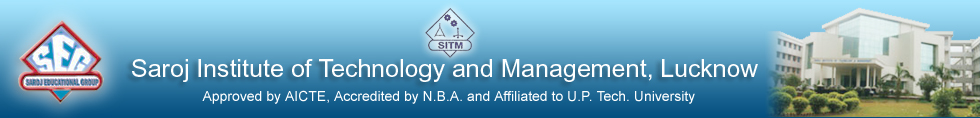 SEG
SAROJ EDUCATIONAL GROUP
SITM
Saroj Institute of Technology and Management, Lucknow
Approved by AICTE, Accredited by N.B.A. and Affiliated to U.P. Tech. University